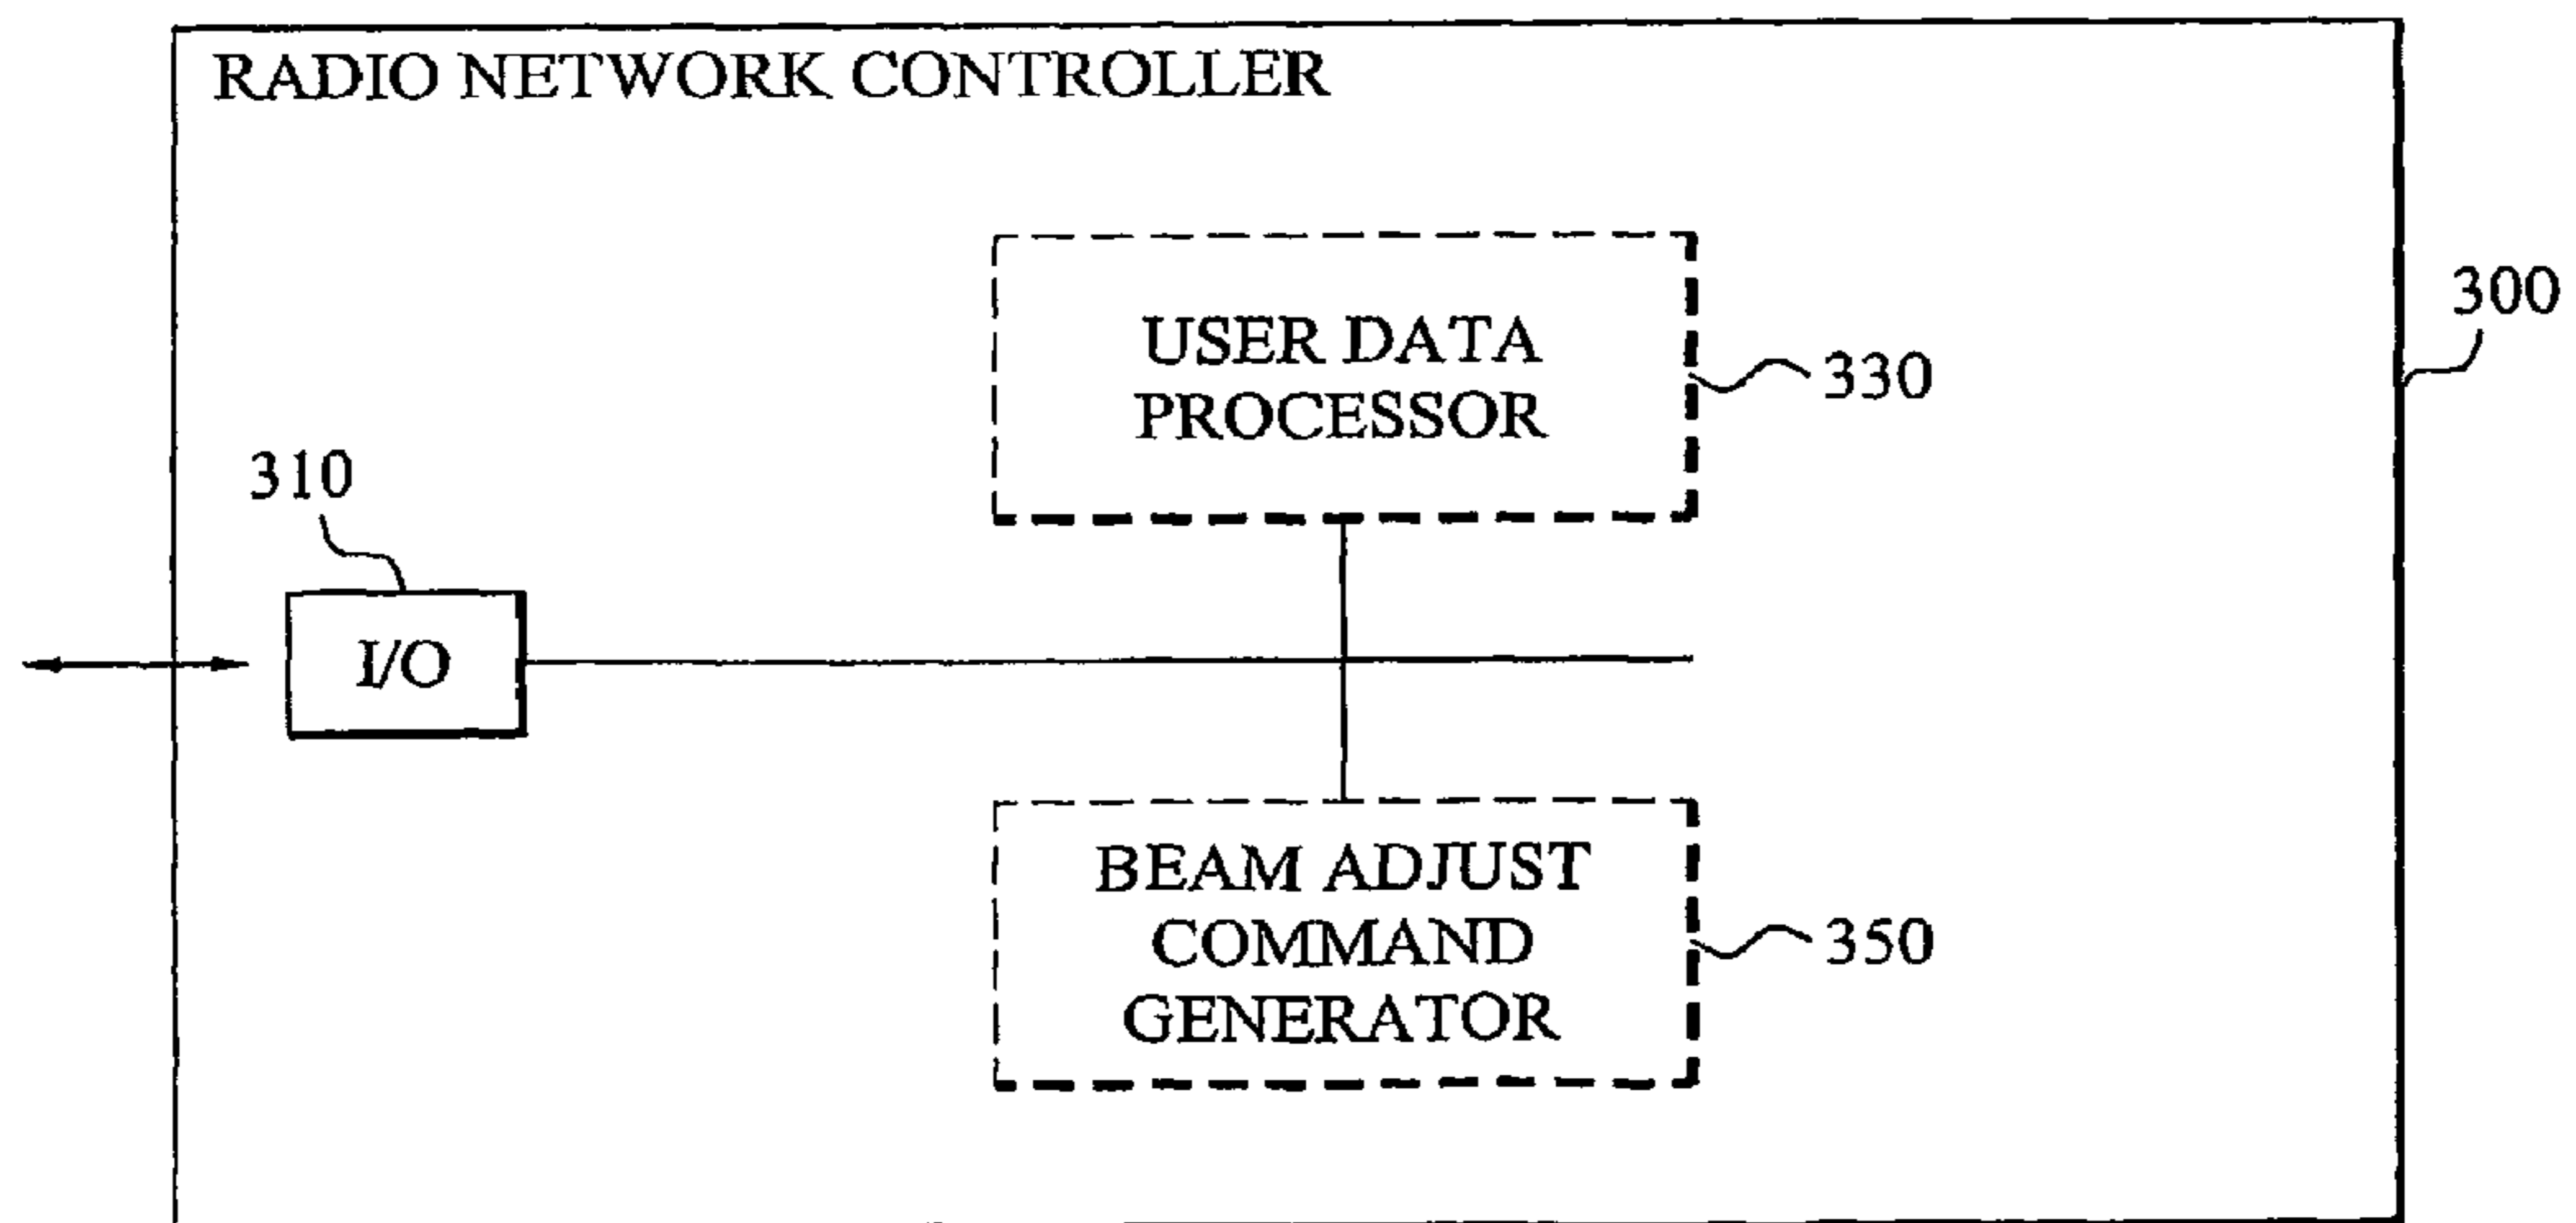 RADIO NETWORK CONTROLLER
USER DATA
PROCESSOR
330
300
310
I/O
BEAM ADJUST
COMMAND
GENERATOR
350